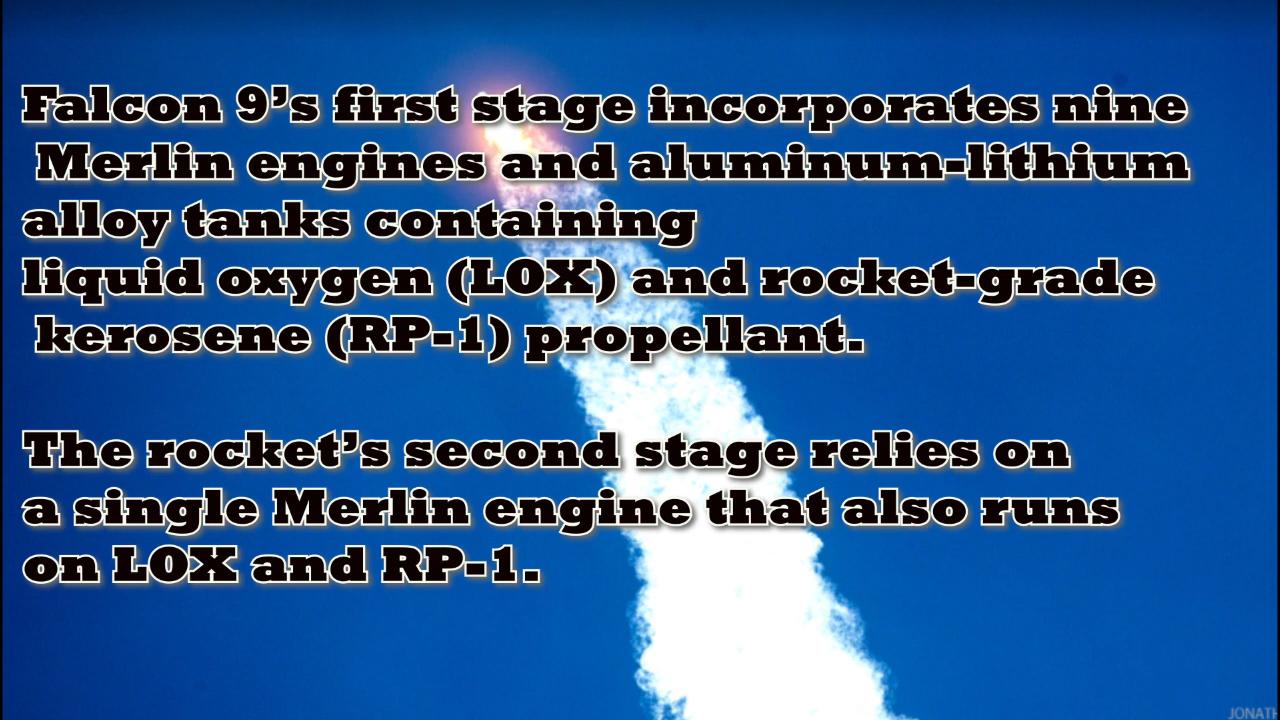 Falcon 9’s first stage incorporates nine
Merlin engines and aluminum-lithium
alloy tanks containing
liquid oxygen (LOX) and rocket-grade
kerosene (RP-1) propellant.
The rocket’s second stage relies on
a single Merlin engine that also runs
on LOX and RP-1.